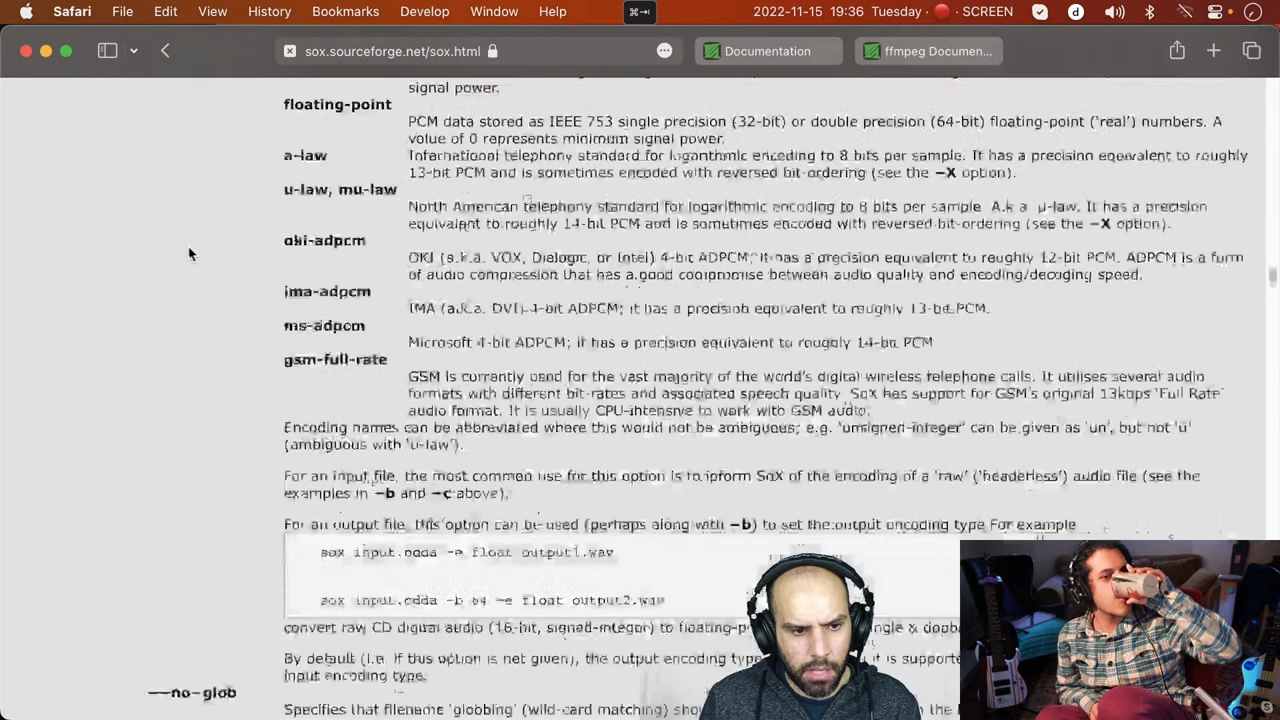 Safari File Edit View History Bookmarks Develop Window Help 2022-11-15 19:36 Tuesday SCREEN
sox.sourceforge.net/sox.html Documentation ffmpeg Documen...
signal power.
floating-point
PCM data stored as IEEE 753 single precision (32-bit) or double precision (64-bit) floating-point ('real') numbers. A
value of 0 represents minimum signal power.
a-law
International telephony standard for logarithmic encoding to 8 bits per sample. It has a precision equivalent to roughly
13-bit PCM and is sometimes encoded with reversed bit-ordering (see the −X option).
u-law, mu-law
North American telephony standard for logarithmic encoding to 8 bits per sample. A.k.a. μ-law. It has a precision
equivalent to roughly 14-bit PCM and is sometimes encoded with reversed bit-ordering (see the −X option).
oki-adpcm
OKI (a.k.a. VOX, Dialogic, or Intel) 4-bit ADPCM; it has a precision equivalent to roughly 12-bit PCM. ADPCM is a form
of audio compression that has a good compromise between audio quality and encoding/decoding speed.
ima-adpcm
IMA (a.k.a. DVI) 4-bit ADPCM; it has a precision equivalent to roughly 13-bit PCM.
ms-adpcm
Microsoft 4-bit ADPCM; it has a precision equivalent to roughly 14-bit PCM
gsm-full-rate
GSM is currently used for the vast majority of the world's digital wireless telephone calls. It utilises several audio
formats with different bit-rates and associated speech quality. SoX has support for GSM's original 13kbps 'Full Rate'
audio format. It is usually CPU-intensive to work with GSM audio.
Encoding names can be abbreviated where this would not be ambiguous; e.g. 'unsigned-integer' can be given as 'un', but not 'u'
(ambiguous with 'u-law').
For an input file, the most common use for this option is to inform SoX of the encoding of a 'raw' ('headerless') audio file (see the
examples in −b and −c above).
For an output file, this option can be used (perhaps along with −b) to set the output encoding type For example
sox input.cdda -e float output1.wav
sox input.cdda -b 64 -e float output2.wav
convert raw CD digital audio (16-bit, signed-integer) to floating-p
By default (i.e. if this option is not given), the output encoding type
input encoding type.
−−no−glob
Specifies that filename 'globbing' (wild-card matching)